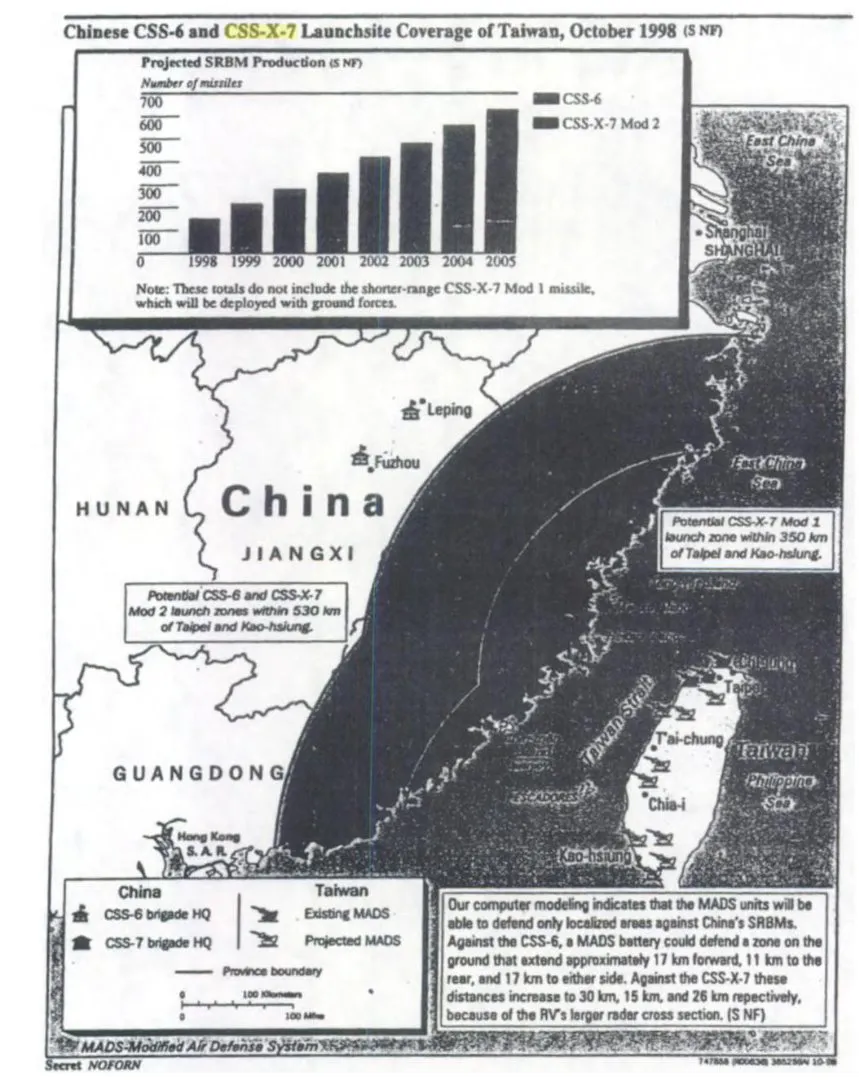 Chinese CSS-6 and CSS-X-7 Launchsite Coverage of Taiwan, October 1998 (S NF)
Projected SRBM Production (S NF)
Number of missiles
700
600
500
400
300
200
100
0
1998 1999 2000 2001 2002 2003 2004 2005
CSS-6
CSS-X-7 Mod 2
Note: These totals do not include the shorter-range CSS-X-7 Mod 1 missile,
which will be deployed with ground forces.
East China
Sea
Shanghai
SHANGHAI
Leping
Fuzhou
China
HUNAN
JIANGXI
East China
Sea
Potential CSS-X-7 Mod 1
launch zone within 350 km
of Taipei and Kao-hsiung.
Potential CSS-6 and CSS-X-7
Mod 2 launch zones within 530 km
of Taipei and Kao-hsiung.
Taipei
Taiwan Strait
T'ai-chung
Taiwan
GUANGDONG
Philippine
Sea
Chia-i
Hong Kong
S. A. R.
Kao-hsiung
China
CSS-6 brigade HQ
CSS-7 brigade HQ
Taiwan
Existing MADS
Projected MADS
Province boundary
0 100 Kilometers
0 100 Miles
Our computer modeling indicates that the MADS units will be
able to defend only localized areas against China's SRBMs.
Against the CSS-6, a MADS battery could defend a zone on the
ground that extend approximately 17 km forward, 11 km to the
rear, and 17 km to either side. Against the CSS-X-7 these
distances increase to 30 km, 15 km, and 26 km repectively,
because of the RV's larger radar cross section. (S NF)
MADS-Modified Air Defense System
Secret NOFORN